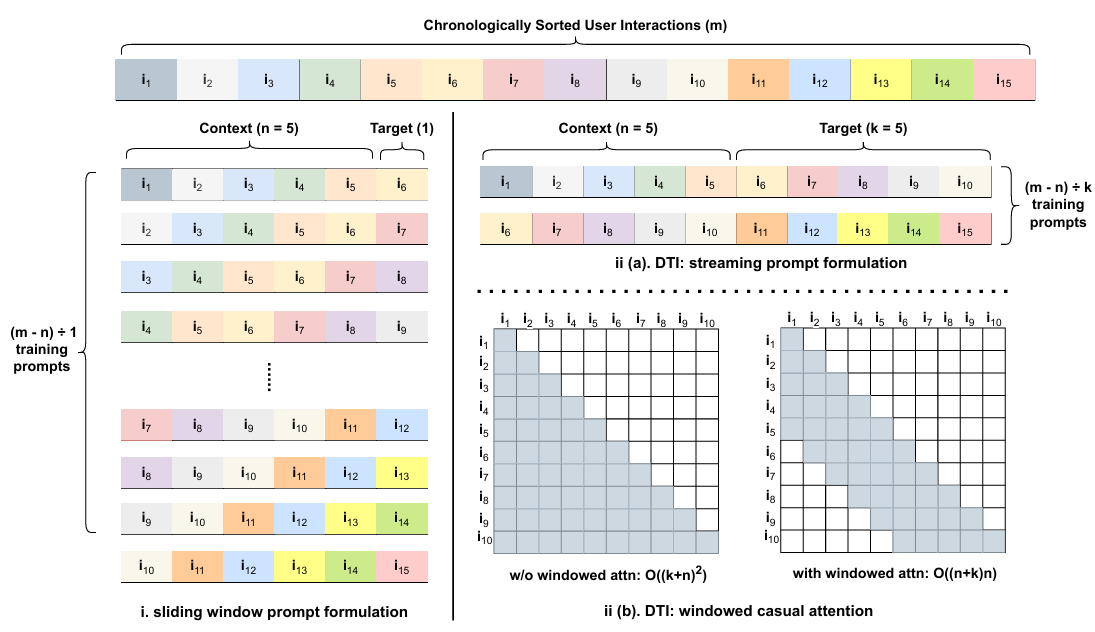 Chronologically Sorted User Interactions (m)
i1 i2 i3 i4 i5 i6 i7 i8 i9 i10 i11 i12 i13 i14 i15
Context (n = 5) Target (1)
i1 i2 i3 i4 i5 i6
i2 i3 i4 i5 i6 i7
i3 i4 i5 i6 i7 i8
i4 i5 i6 i7 i8 i9
(m - n) ÷ 1
training
prompts
i7 i8 i9 i10 i11 i12
i8 i9 i10 i11 i12 i13
i9 i10 i11 i12 i13 i14
i10 i11 i12 i13 i14 i15
i. sliding window prompt formulation
Context (n = 5) Target (k = 5)
i1 i2 i3 i4 i5 i6 i7 i8 i9 i10
i6 i7 i8 i9 i10 i11 i12 i13 i14 i15
(m - n) ÷ k
training
prompts
ii (a). DTI: streaming prompt formulation
i1 i2 i3 i4 i5 i6 i7 i8 i9 i10
i1
i2
i3
i4
i5
i6
i7
i8
i9
i10
w/o windowed attn: O((k+n)2)
i1 i2 i3 i4 i5 i6 i7 i8 i9 i10
i1
i2
i3
i4
i5
i6
i7
i8
i9
i10
with windowed attn: O((n+k)n)
ii (b). DTI: windowed casual attention